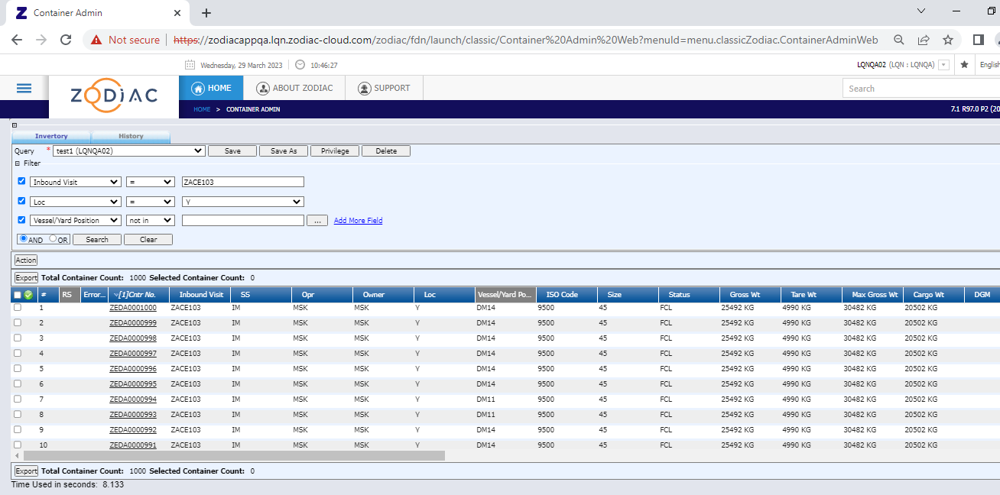 Container Admin
Not secure https://zodiacappqa.lqn.zodiac-cloud.com/zodiac/fdn/launch/classic/Container%20Admin%20Web?menuId=menu.classicZodiac.ContainerAdminWeb
Wednesday, 29 March 2023 10:46:27 LQNQA02 (LQN : LQNQA) English
ZODIAC HOME ABOUT ZODIAC SUPPORT Search
HOME > CONTAINER ADMIN 7.1 R97.0 P2 (20
Inventory History
Query * test1 (LQNQA02) Save Save As Privilege Delete
Filter
Inbound Visit = ZACE103
Loc = Y
Vessel/Yard Position not in ... Add More Field
AND OR Search Clear
Action
Export Total Container Count: 1000 Selected Container Count: 0
# RS Error... [1]Cntr No. Inbound Visit SS Opr Owner Loc Vessel/Yard Po... ISO Code Size Status Gross Wt Tare Wt Max Gross Wt Cargo Wt DGM
1 ZEDA0001000 ZACE103 IM MSK MSK Y DM14 9500 45 FCL 25492 KG 4990 KG 30482 KG 20502 KG
2 ZEDA0000999 ZACE103 IM MSK MSK Y DM14 9500 45 FCL 25492 KG 4990 KG 30482 KG 20502 KG
3 ZEDA0000998 ZACE103 IM MSK MSK Y DM14 9500 45 FCL 25492 KG 4990 KG 30482 KG 20502 KG
4 ZEDA0000997 ZACE103 IM MSK MSK Y DM14 9500 45 FCL 25492 KG 4990 KG 30482 KG 20502 KG
5 ZEDA0000996 ZACE103 IM MSK MSK Y DM14 9500 45 FCL 25492 KG 4990 KG 30482 KG 20502 KG
6 ZEDA0000995 ZACE103 IM MSK MSK Y DM14 9500 45 FCL 25492 KG 4990 KG 30482 KG 20502 KG
7 ZEDA0000994 ZACE103 IM MSK MSK Y DM11 9500 45 FCL 25492 KG 4990 KG 30482 KG 20502 KG
8 ZEDA0000993 ZACE103 IM MSK MSK Y DM11 9500 45 FCL 25492 KG 4990 KG 30482 KG 20502 KG
9 ZEDA0000992 ZACE103 IM MSK MSK Y DM14 9500 45 FCL 25492 KG 4990 KG 30482 KG 20502 KG
10 ZEDA0000991 ZACE103 IM MSK MSK Y DM14 9500 45 FCL 25492 KG 4990 KG 30482 KG 20502 KG
Export Total Container Count: 1000 Selected Container Count: 0
Time Used in seconds: 8.133